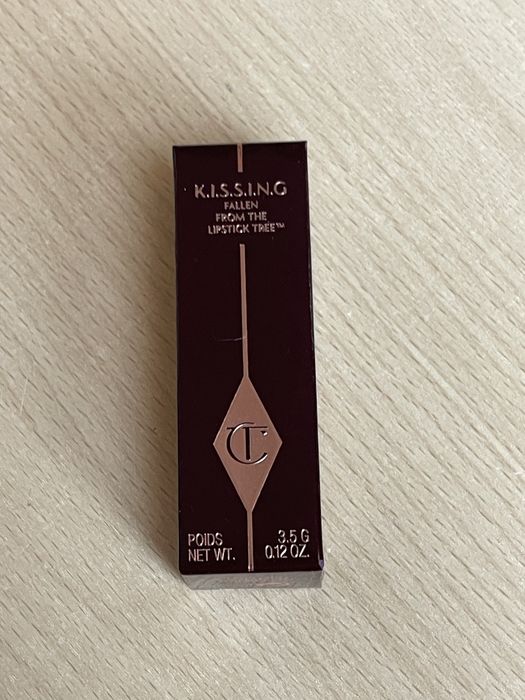 K.I.S.S.I.N.G
FALLEN
FROM THE
LIPSTICK TREE™
CT
POIDS 3.5 G
NET WT. 0.12 OZ.